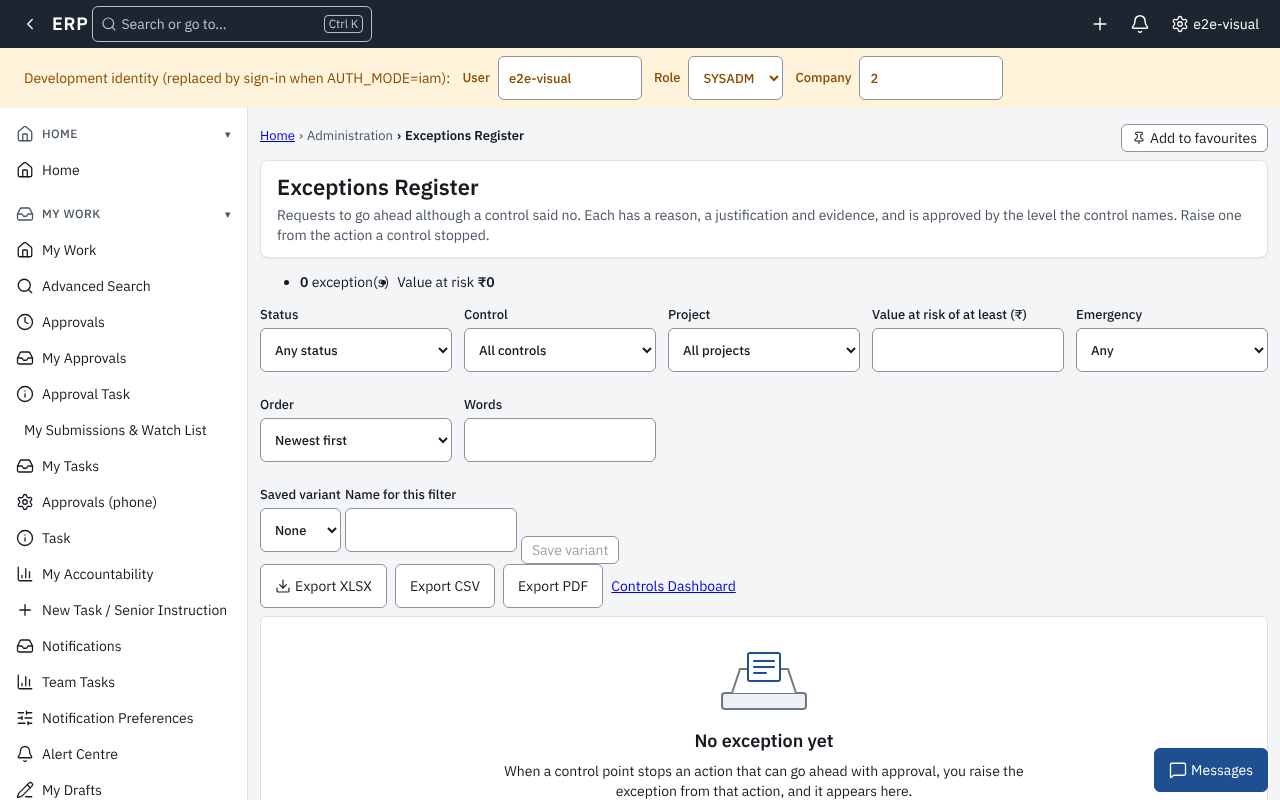 ERP
Search or go to…
Ctrl K
e2e-visual
Development identity (replaced by sign-in when AUTH_MODE=iam):
User
e2e-visual
Role
SYSADM
Company
2
HOME
Home
MY WORK
My Work
Advanced Search
Approvals
My Approvals
Approval Task
My Submissions & Watch List
My Tasks
Approvals (phone)
Task
My Accountability
New Task / Senior Instruction
Notifications
Team Tasks
Notification Preferences
Alert Centre
My Drafts
Home › Administration › Exceptions Register
Add to favourites
Exceptions Register
Requests to go ahead although a control said no. Each has a reason, a justification and evidence, and is approved by the level the control names. Raise one
from the action a control stopped.
0 exception(s)
Value at risk ₹0
Status
Any status
Control
All controls
Project
All projects
Value at risk of at least (₹)
Emergency
Any
Order
Newest first
Words
Saved variant
None
Name for this filter
Save variant
Export XLSX
Export CSV
Export PDF
Controls Dashboard
No exception yet
When a control point stops an action that can go ahead with approval, you raise the
exception from that action, and it appears here.
Messages